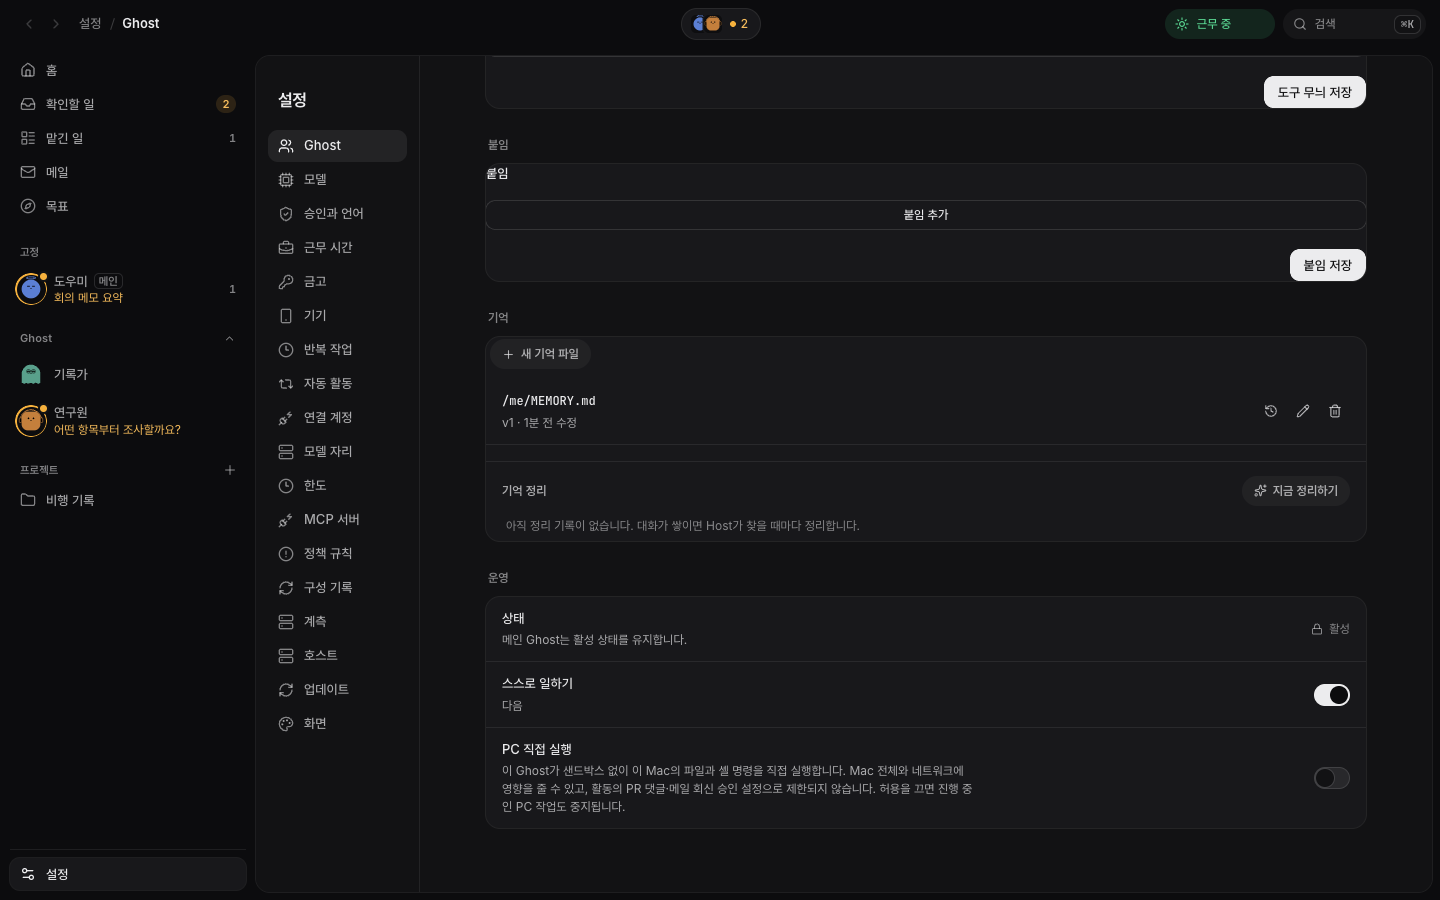 설정 / Ghost
2
근무 중
검색
⌘K
홈
확인할 일
2
맡긴 일
1
메일
목표
고정
도우미 메인
회의 메모 요약
1
Ghost
기록가
연구원
어떤 항목부터 조사할까요?
프로젝트
비행 기록
설정
설정
Ghost
모델
승인과 언어
근무 시간
금고
기기
반복 작업
자동 활동
연결 계정
모델 자리
한도
MCP 서버
정책 규칙
구성 기록
계측
호스트
업데이트
화면
도구 무늬 저장
붙임
붙임
붙임 추가
붙임 저장
기억
새 기억 파일
/me/MEMORY.md
v1 · 1분 전 수정
기억 정리
지금 정리하기
아직 정리 기록이 없습니다. 대화가 쌓이면 Host가 찾을 때마다 정리합니다.
운영
상태
메인 Ghost는 활성 상태를 유지합니다.
활성
스스로 일하기
다음
PC 직접 실행
이 Ghost가 샌드박스 없이 이 Mac의 파일과 셸 명령을 직접 실행합니다. Mac 전체와 네트워크에
영향을 줄 수 있고, 활동의 PR 댓글·메일 회신 승인 설정으로 제한되지 않습니다. 허용을 끄면 진행 중
인 PC 작업도 중지됩니다.